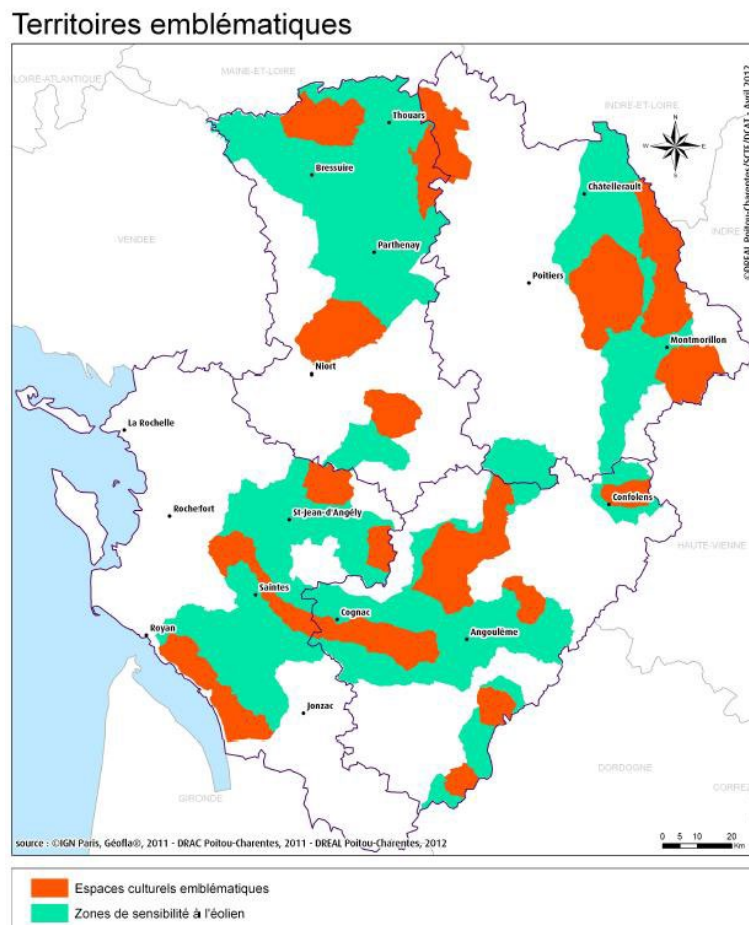 Territoires emblématiques
LOIRE-ATLANTIQUE
MAINE-ET-LOIRE
INDRE-ET-LOIRE
N
W
E
S
Thouars
Bressuire
Châtellerault
VENDEE
INDRE
Parthenay
Poitiers
Montmorillon
Niort
La Rochelle
Confolens
Rochefort
St-Jean-d'Angély
HAUTE-VIENNE
Saintes
Cognac
Royan
Angoulème
Jonzac
DORDOGNE
GIRONDE
source : ©IGN Paris, Géofla®, 2011 - DRAC Poitou-Charentes, 2011 - DREAL Poitou-Charentes, 2012
0 5 10 20
Km
Espaces culturels emblématiques
Zones de sensibilité à l'éolien